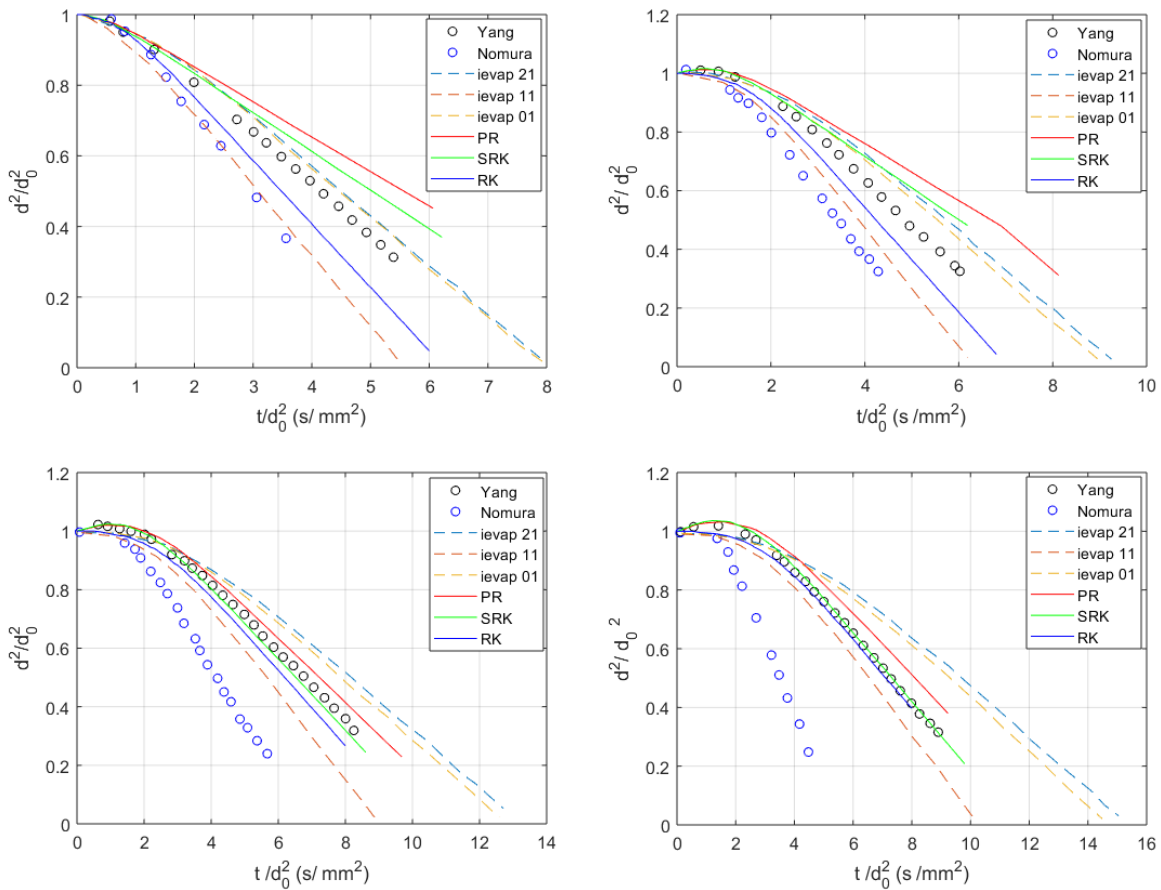 1
0.8
0.6
0.4
0.2
0
0 1 2 3 4 5 6 7 8
d²/d₀²
t/d₀² (s/ mm²)
Yang
Nomura
ievap 21
ievap 11
ievap 01
PR
SRK
RK
1.2
1
0.8
0.6
0.4
0.2
0
0 2 4 6 8 10
d²/ d₀²
t/d₀² (s /mm²)
Yang
Nomura
ievap 21
ievap 11
ievap 01
PR
SRK
RK
1.2
1
0.8
0.6
0.4
0.2
0
0 2 4 6 8 10 12 14
d²/d₀²
t /d₀² (s/ mm²)
Yang
Nomura
ievap 21
ievap 11
ievap 01
PR
SRK
RK
1.2
1
0.8
0.6
0.4
0.2
0
0 2 4 6 8 10 12 14 16
d²/ d₀ ²
t /d₀² (s /mm²)
Yang
Nomura
ievap 21
ievap 11
ievap 01
PR
SRK
RK